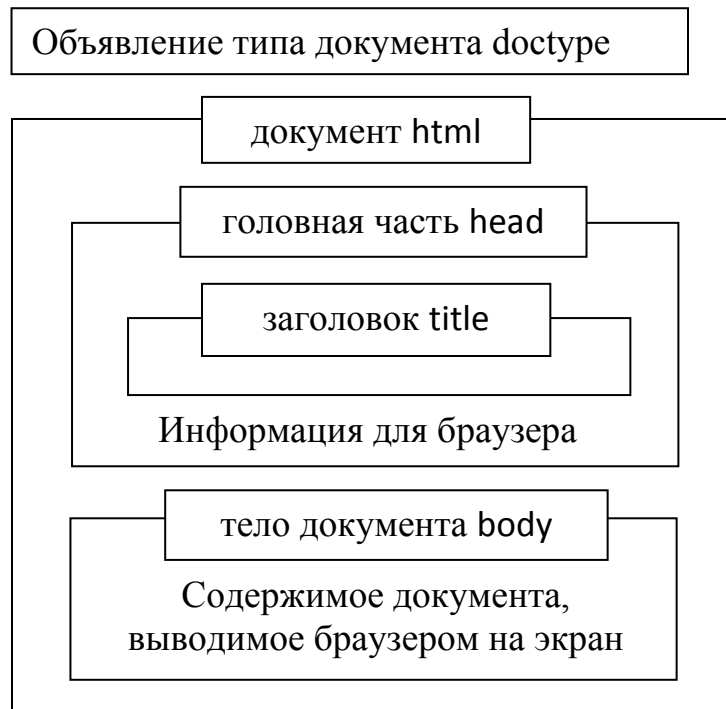 Объявление типа документа doctype
документ html
головная часть head
заголовок title
Информация для браузера
тело документа body
Содержимое документа,
выводимое браузером на экран